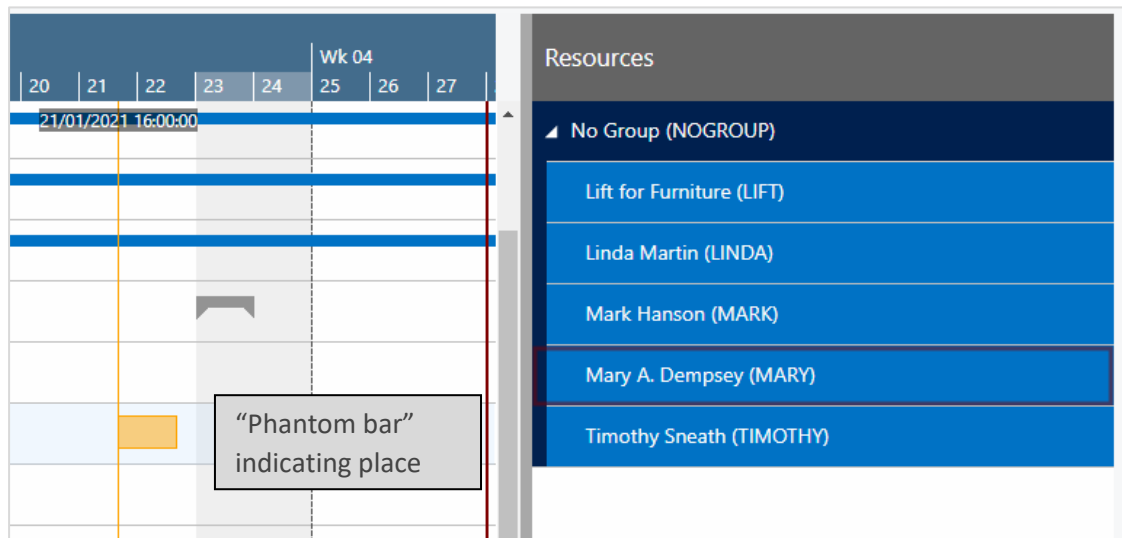 Wk 04
20 21 22 23 24 25 26 27
21/01/2021 16:00:00
“Phantom bar”
indicating place
Resources
No Group (NOGROUP)
Lift for Furniture (LIFT)
Linda Martin (LINDA)
Mark Hanson (MARK)
Mary A. Dempsey (MARY)
Timothy Sneath (TIMOTHY)